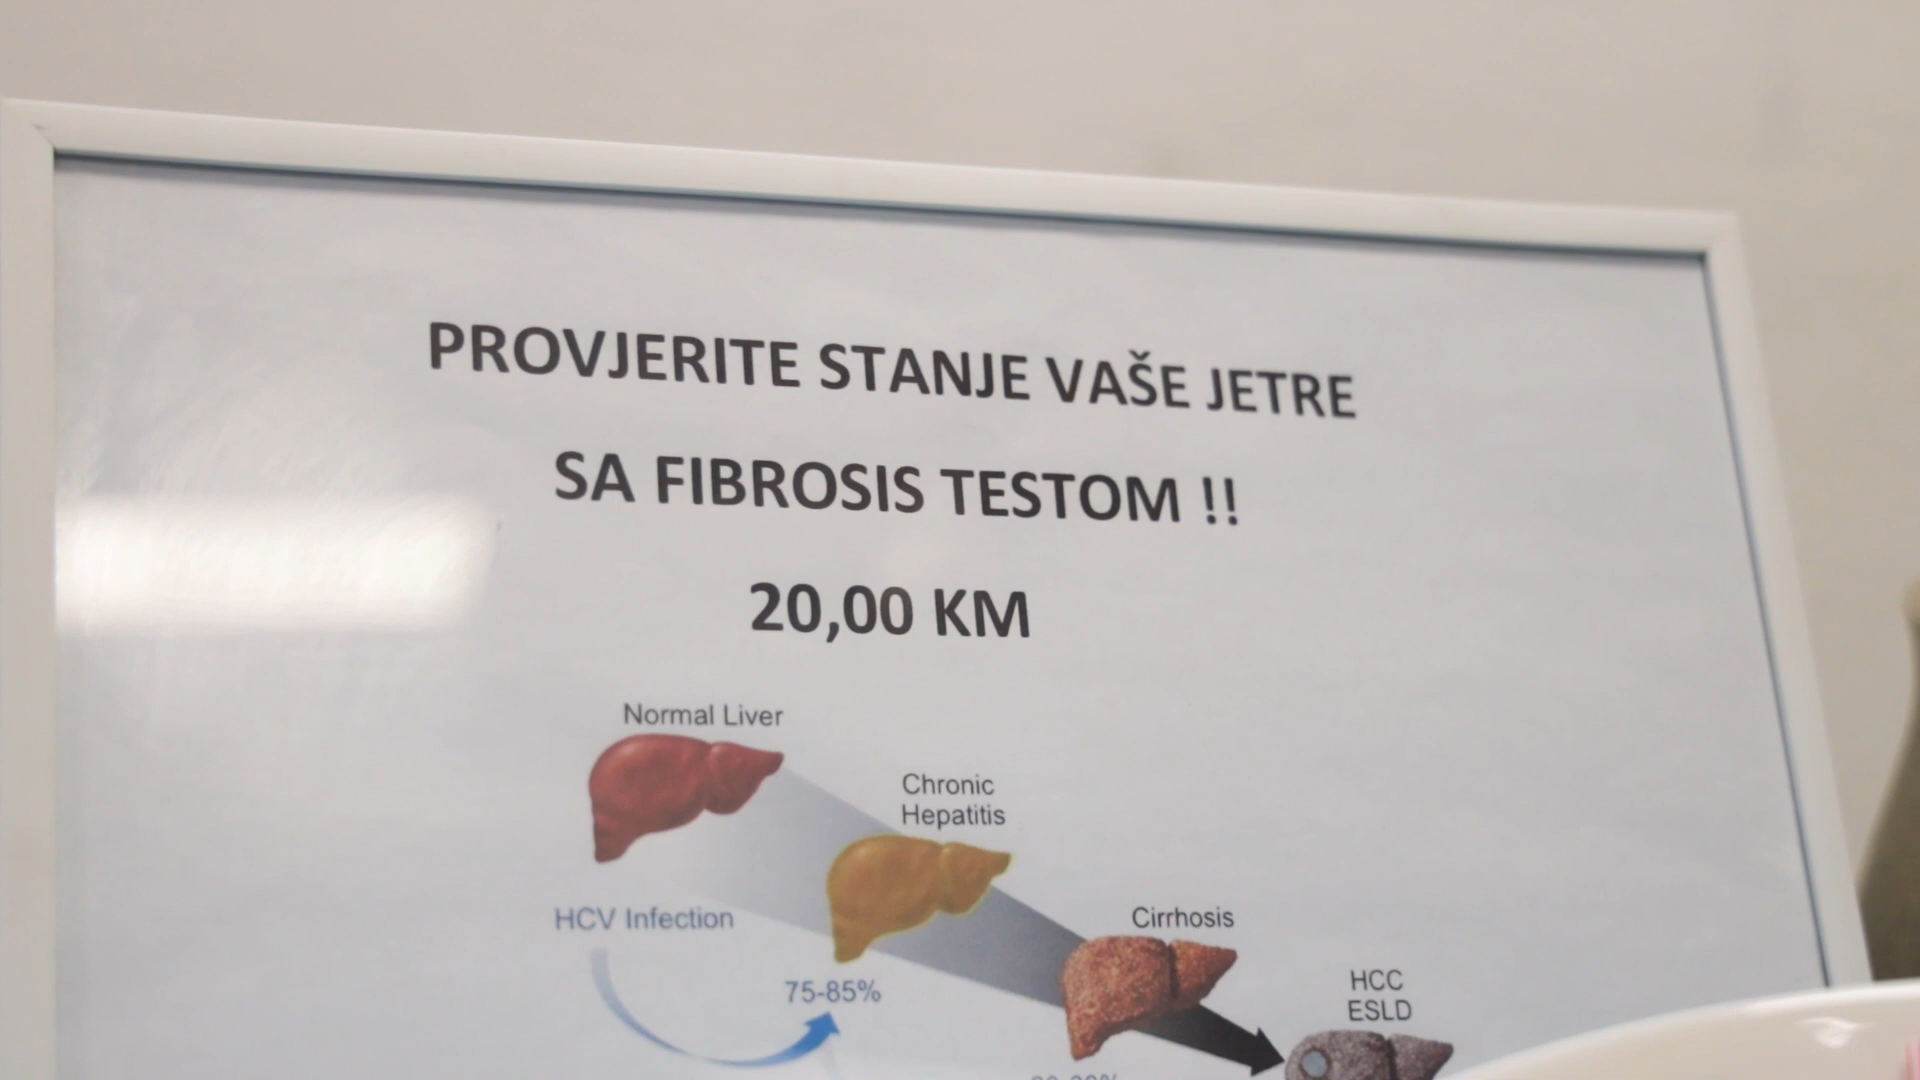 PROVJERITE STANJE VAŠE JETRE
SA FIBROSIS TESTOM !!
20,00 KM
Normal Liver
Chronic
Hepatitis
HCV Infection
Cirrhosis
75-85%
HCC
ESLD